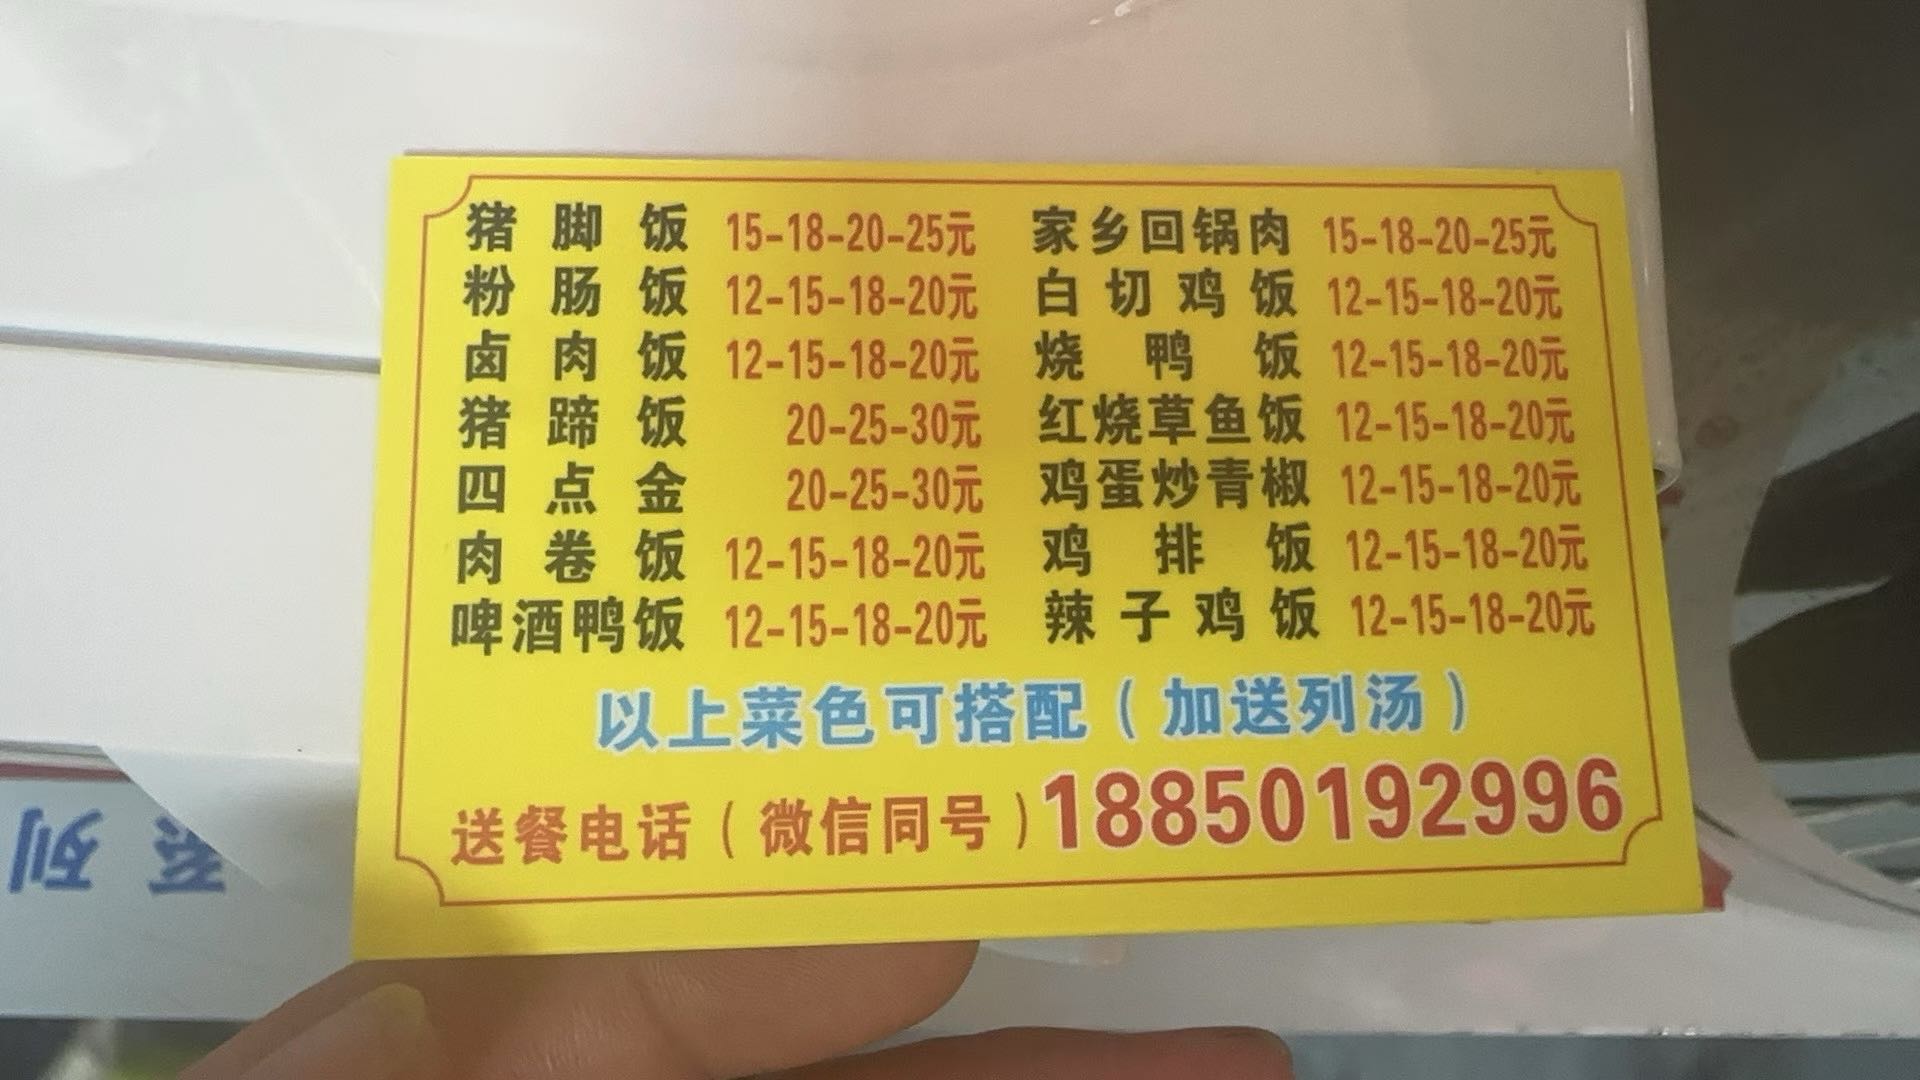 猪脚饭 15-18-20-25元
粉肠饭 12-15-18-20元
卤肉饭 12-15-18-20元
猪蹄饭 20-25-30元
四点金 20-25-30元
肉卷饭 12-15-18-20元
啤酒鸭饭 12-15-18-20元
家乡回锅肉 15-18-20-25元
白切鸡饭 12-15-18-20元
烧鸭饭 12-15-18-20元
红烧草鱼饭 12-15-18-20元
鸡蛋炒青椒 12-15-18-20元
鸡排饭 12-15-18-20元
辣子鸡饭 12-15-18-20元
以上菜色可搭配（加送列汤）
送餐电话（微信同号）18850192996
系列